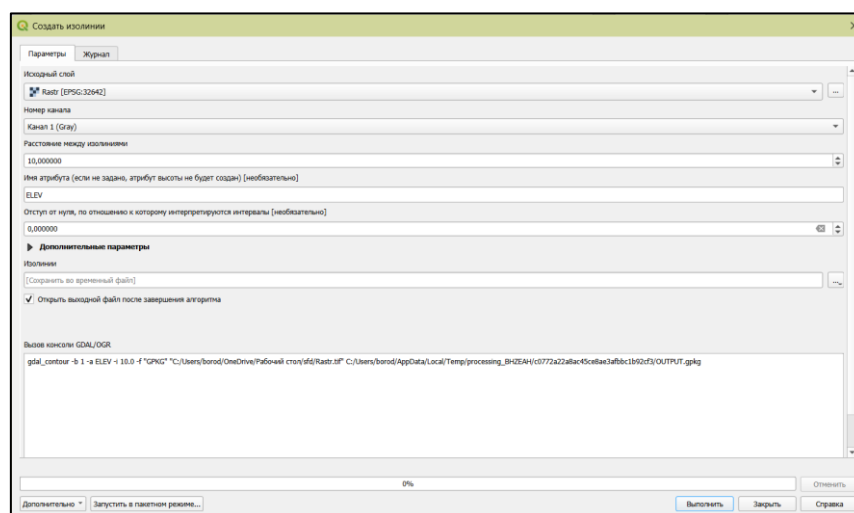 Создать изолинии
Параметры Журнал
Исходный слой
Rastr [EPSG:32642]
Номер канала
Канал 1 (Gray)
Расстояние между изолиниями
10,000000
Имя атрибута (если не задано, атрибут высоты не будет создан) [необязательно]
ELEV
Отступ от нуля, по отношению к которому интерпретируются интервалы [необязательно]
0,000000
Дополнительные параметры
Изолинии
[Сохранить во временный файл]
Открыть выходной файл после завершения алгоритма
Вызов консоли GDAL/OGR
gdal_contour -b 1 -a ELEV -i 10.0 -f "GPKG" "C:/Users/borod/OneDrive/Рабочий стол/sfd/Rastr.tif" C:/Users/borod/AppData/Local/Temp/processing_BHZEAH/c0772a22a8ac45ce8ae3afbbc1b92cf3/OUTPUT.gpkg
0%
Отменить
Дополнительно Запустить в пакетном режиме... Выполнить Закрыть Справка